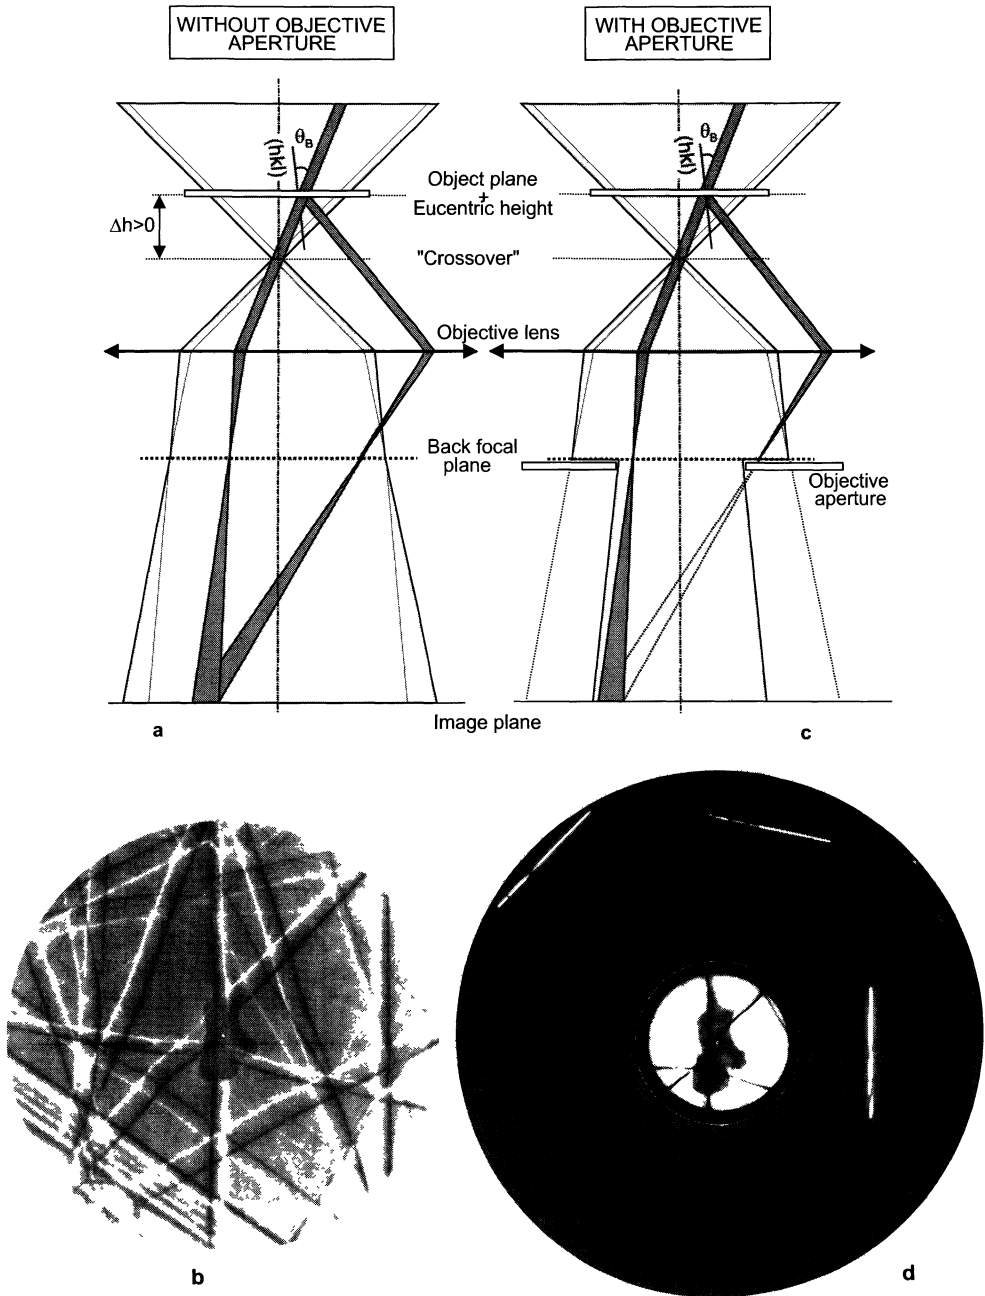 WITHOUT OBJECTIVE
APERTURE
WITH OBJECTIVE
APERTURE
θB
(hkl)
θB
(hkl)
Object plane
+
Eucentric height
Δh>0
"Crossover"
Objective lens
Back focal
plane
Objective
aperture
Image plane
a
c
b
d